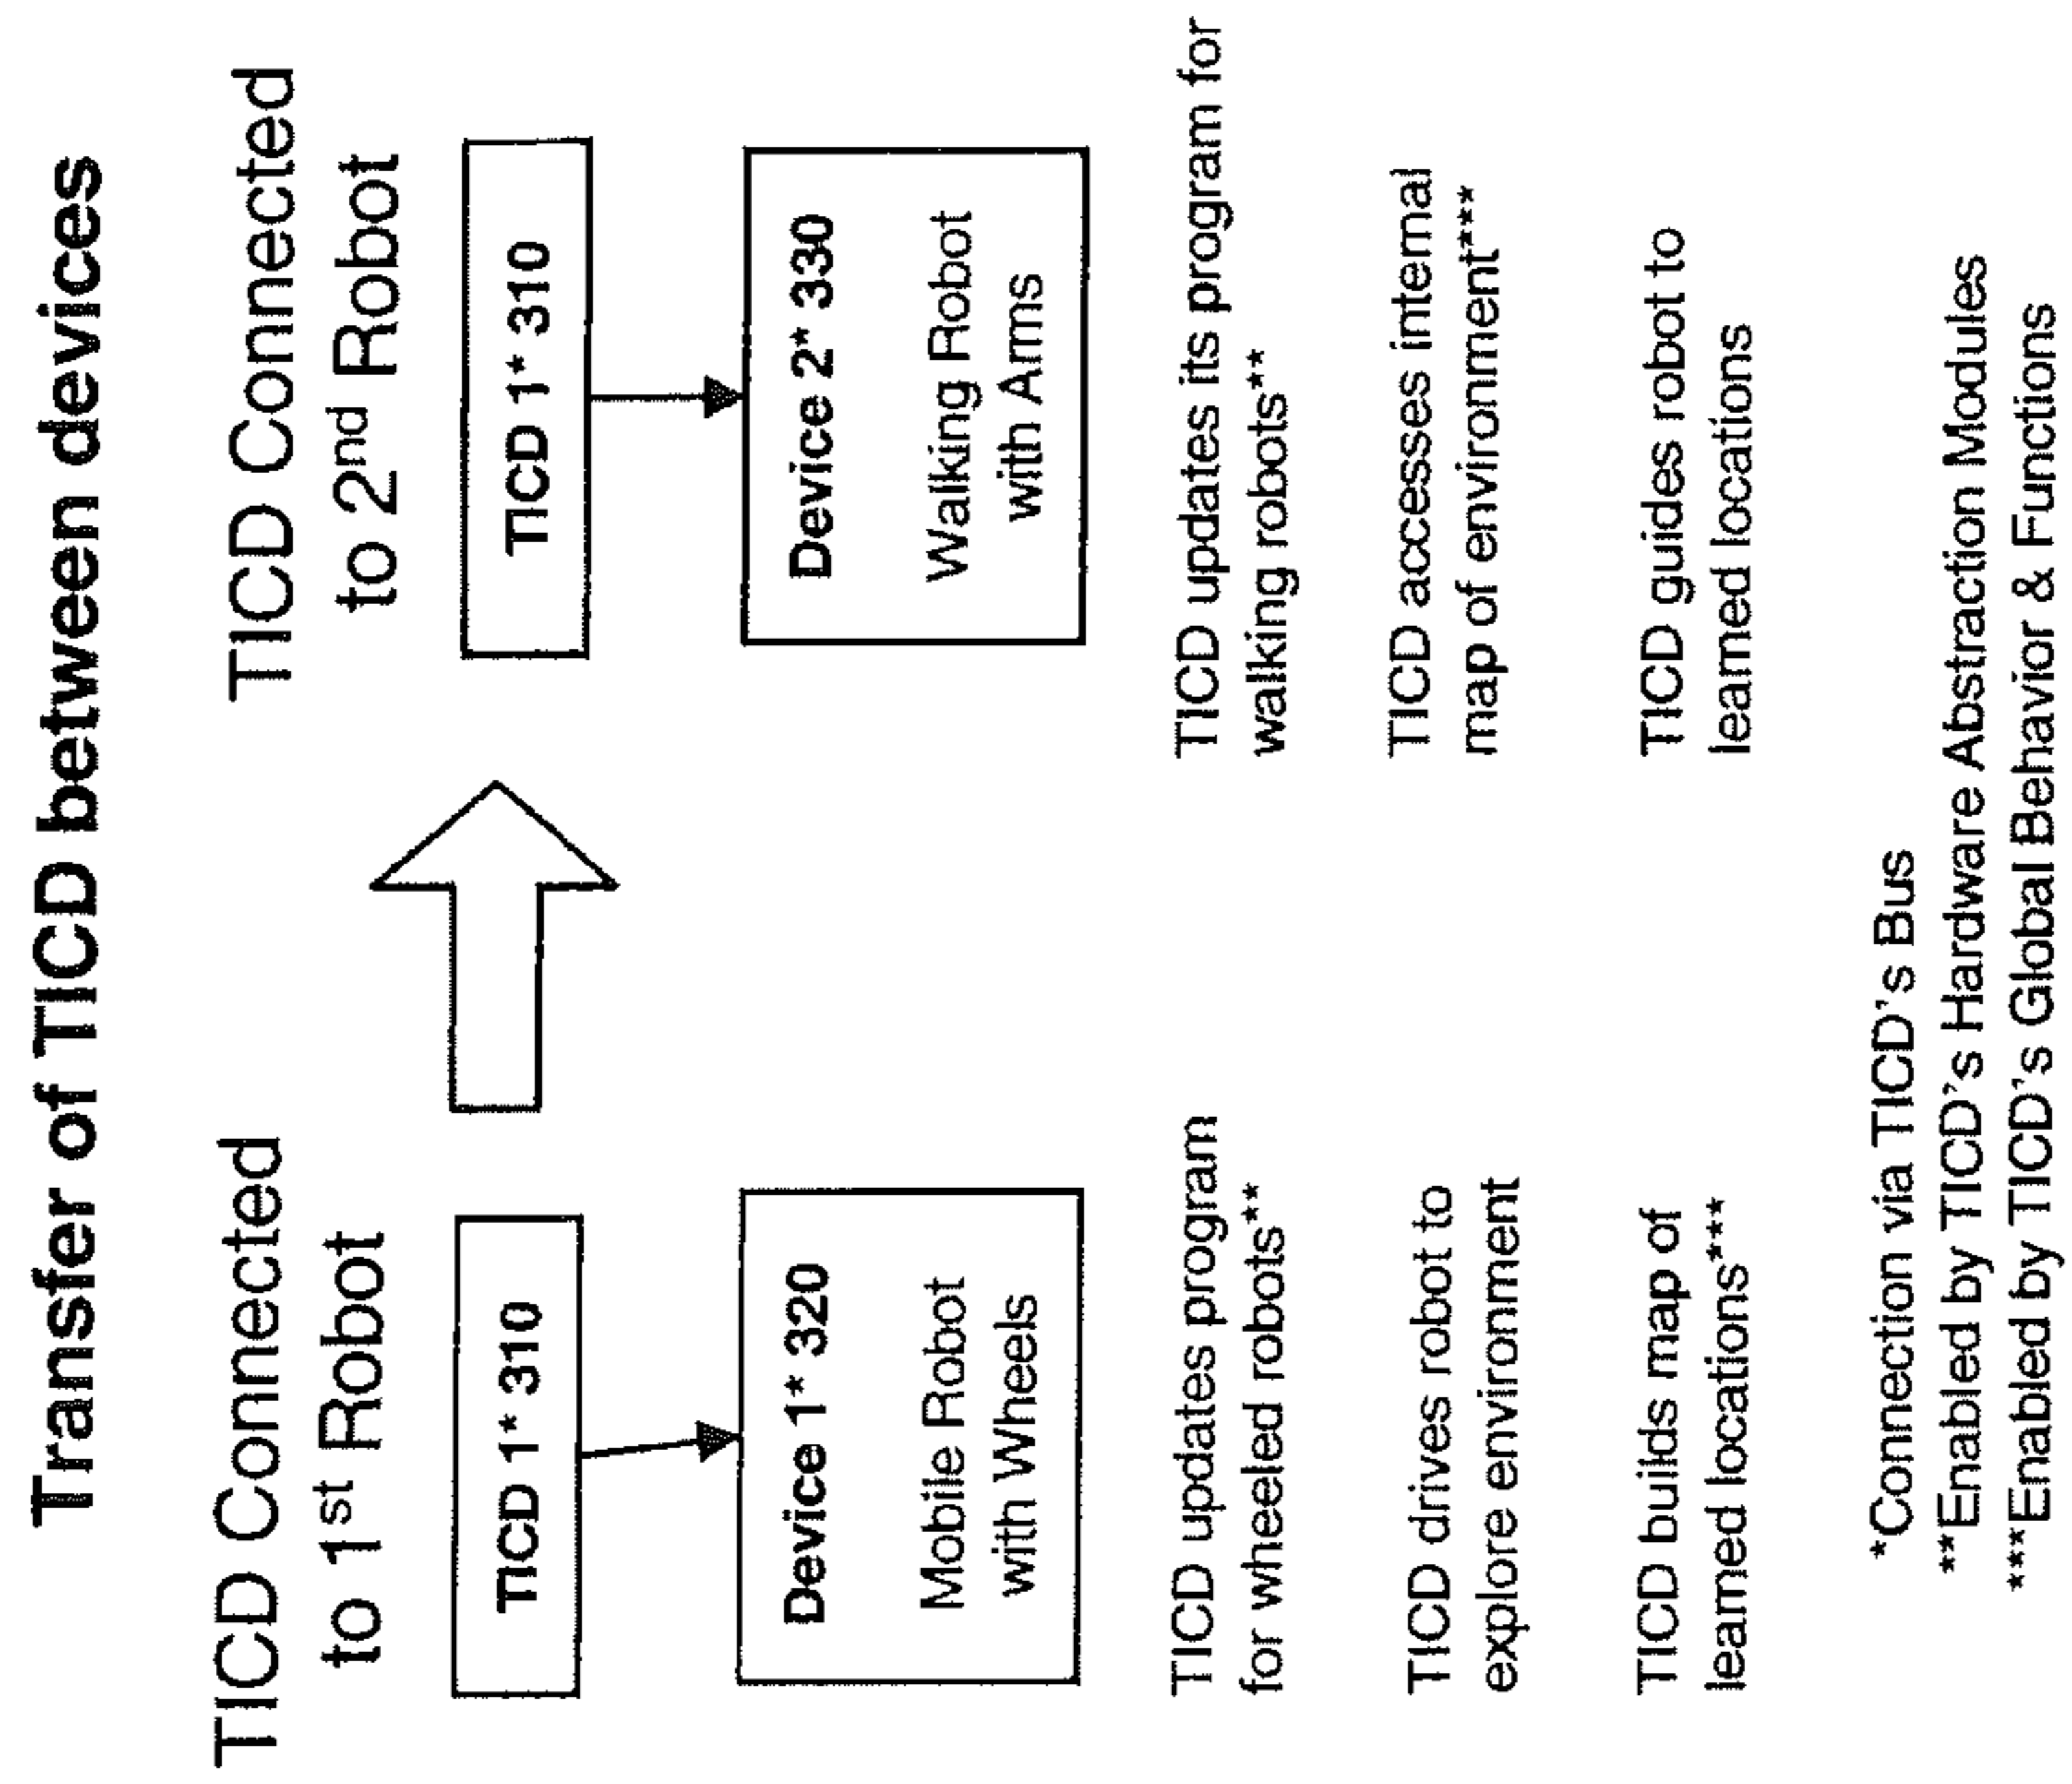 Transfer of TICD between devices
TICD Connected
to 1st Robot
TICD 1* 310
Device 1* 320
Mobile Robot
with Wheels
TICD updates program
for wheeled robots**
TICD drives robot to
explore environment
TICD builds map of
learned locations***
TICD Connected
to 2nd Robot
TICD 1* 310
Device 2* 330
Walking Robot
with Arms
TICD updates its program for
walking robots**
TICD accesses internal
map of environment***
TICD guides robot to
learned locations
*Connection via TICD's Bus
**Enabled by TICD's Hardware Abstraction Modules
***Enabled by TICD's Global Behavior & Functions